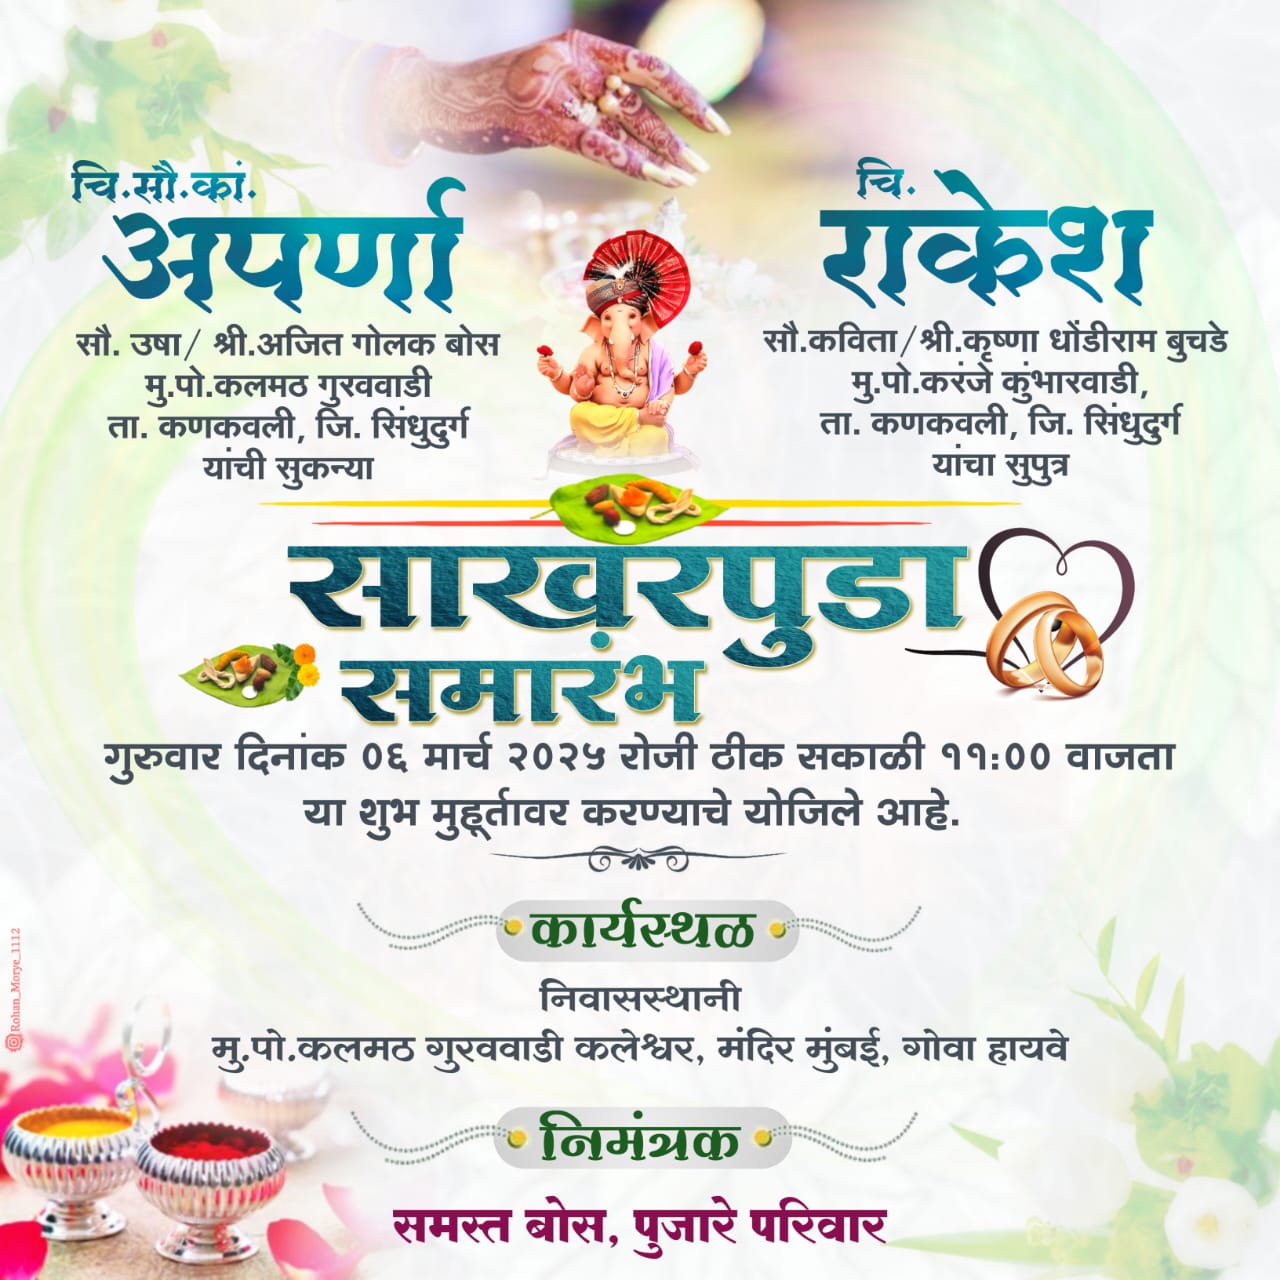 चि.सौ.कां.
अपर्णा
सौ. उषा/ श्री.अजित गोलक बोस
मु.पो.कलमठ गुरववाडी
ता. कणकवली, जि. सिंधुदुर्ग
यांची सुकन्या
चि.
राकेश
सौ.कविता/श्री.कृष्णा धोंडीराम बुचडे
मु.पो.करंजे कुंभारवाडी,
ता. कणकवली, जि. सिंधुदुर्ग
यांचा सुपुत्र
साखरपुडा
समारंभ
गुरुवार दिनांक ०६ मार्च २०२५ रोजी ठीक सकाळी ११:०० वाजता
या शुभ मुहूर्तावर करण्याचे योजिले आहे.
कार्यस्थळ
निवासस्थानी
मु.पो.कलमठ गुरववाडी कलेश्वर, मंदिर मुंबई, गोवा हायवे
निमंत्रक
समस्त बोस, पुजारे परिवार
Rohan_Morye_1112